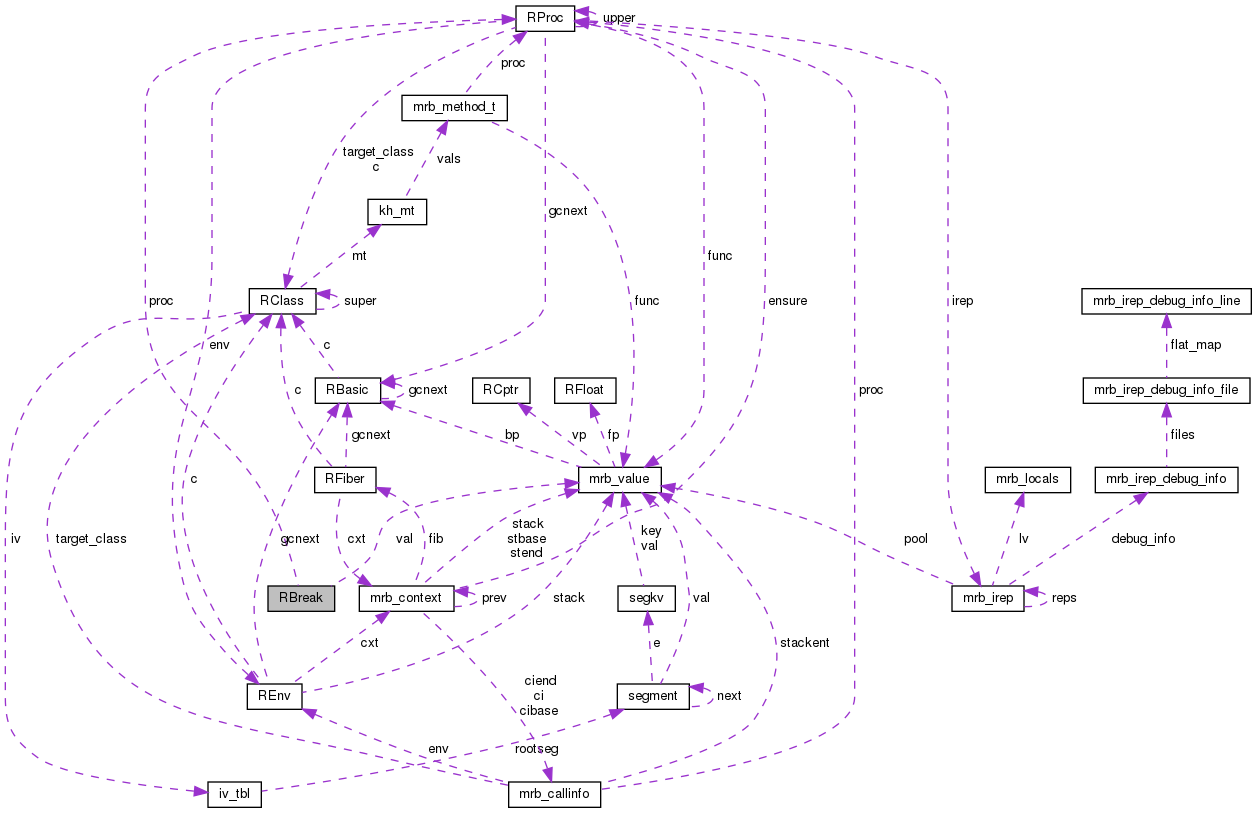 RProc
upper
proc
mrb_method_t
target_class
c
vals
kh_mt
gcnext
mt
func
RClass
super
proc
func
ensure
irep
mrb_irep_debug_info_line
env
c
flat_map
RBasic
gcnext
RCptr
RFloat
c
proc
mrb_irep_debug_info_file
gcnext
bp
vp
fp
files
c
RFiber
mrb_value
mrb_locals
mrb_irep_debug_info
iv
target_class
gcnext
cxt
val
fib
stack
stbase
stend
key
val
pool
lv
debug_info
RBreak
mrb_context
prev
stack
segkv
val
mrb_irep
reps
cxt
e
stackent
REnv
ciend
ci
cibase
segment
next
env
rootseg
iv_tbl
mrb_callinfo